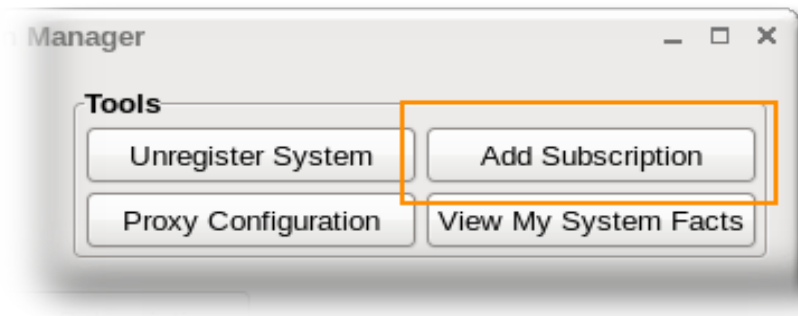 Manager
Tools
Unregister System
Add Subscription
Proxy Configuration
View My System Facts